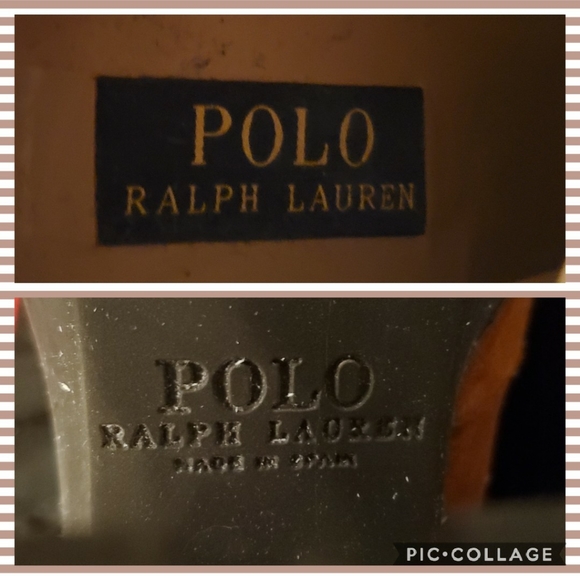 POLO
RALPH LAUREN
POLO
RALPH LAUREN
MADE IN SPAIN
PIC•COLLAGE